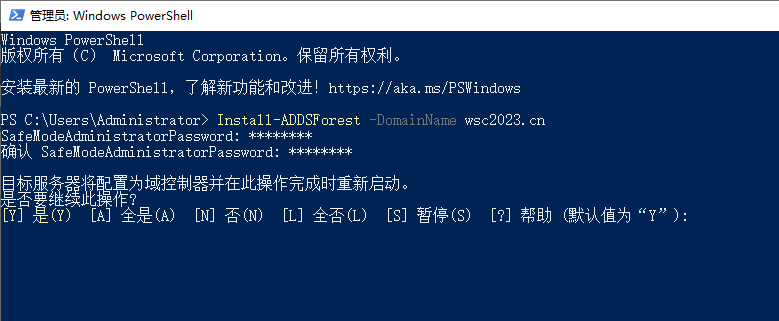 管理员: Windows PowerShell
Windows PowerShell
版权所有 (C)  Microsoft Corporation。保留所有权利。
安装最新的 PowerShell，了解新功能和改进！https://aka.ms/PSWindows
PS C:\Users\Administrator> Install-ADDSForest -DomainName wsc2023.cn
SafeModeAdministratorPassword: ********
确认 SafeModeAdministratorPassword: ********
目标服务器将配置为域控制器并在此操作完成时重新启动。
是否要继续此操作?
[Y] 是(Y)  [A] 全是(A)  [N] 否(N)  [L] 全否(L)  [S] 暂停(S)  [?] 帮助 (默认值为“Y”):